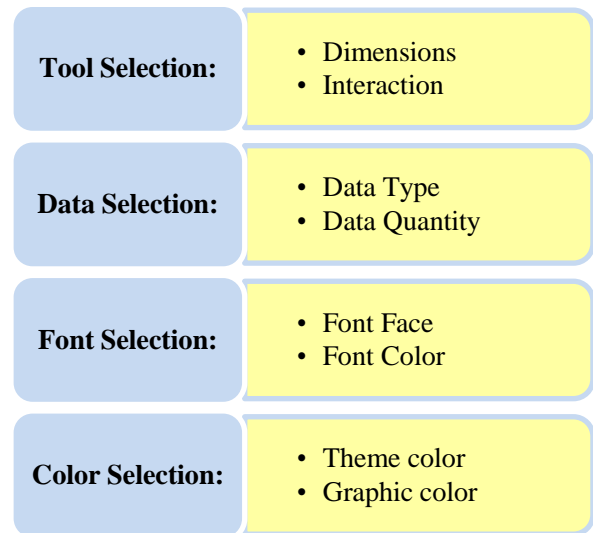 Tool Selection:
• Dimensions
• Interaction
Data Selection:
• Data Type
• Data Quantity
Font Selection:
• Font Face
• Font Color
Color Selection:
• Theme color
• Graphic color